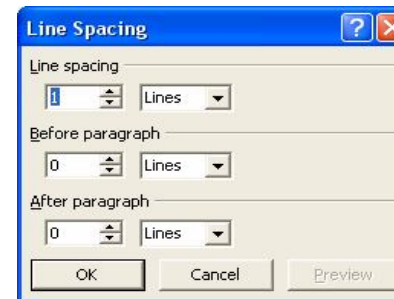 Line Spacing
Line spacing
1 Lines
Before paragraph
0 Lines
After paragraph
0 Lines
OK Cancel Preview